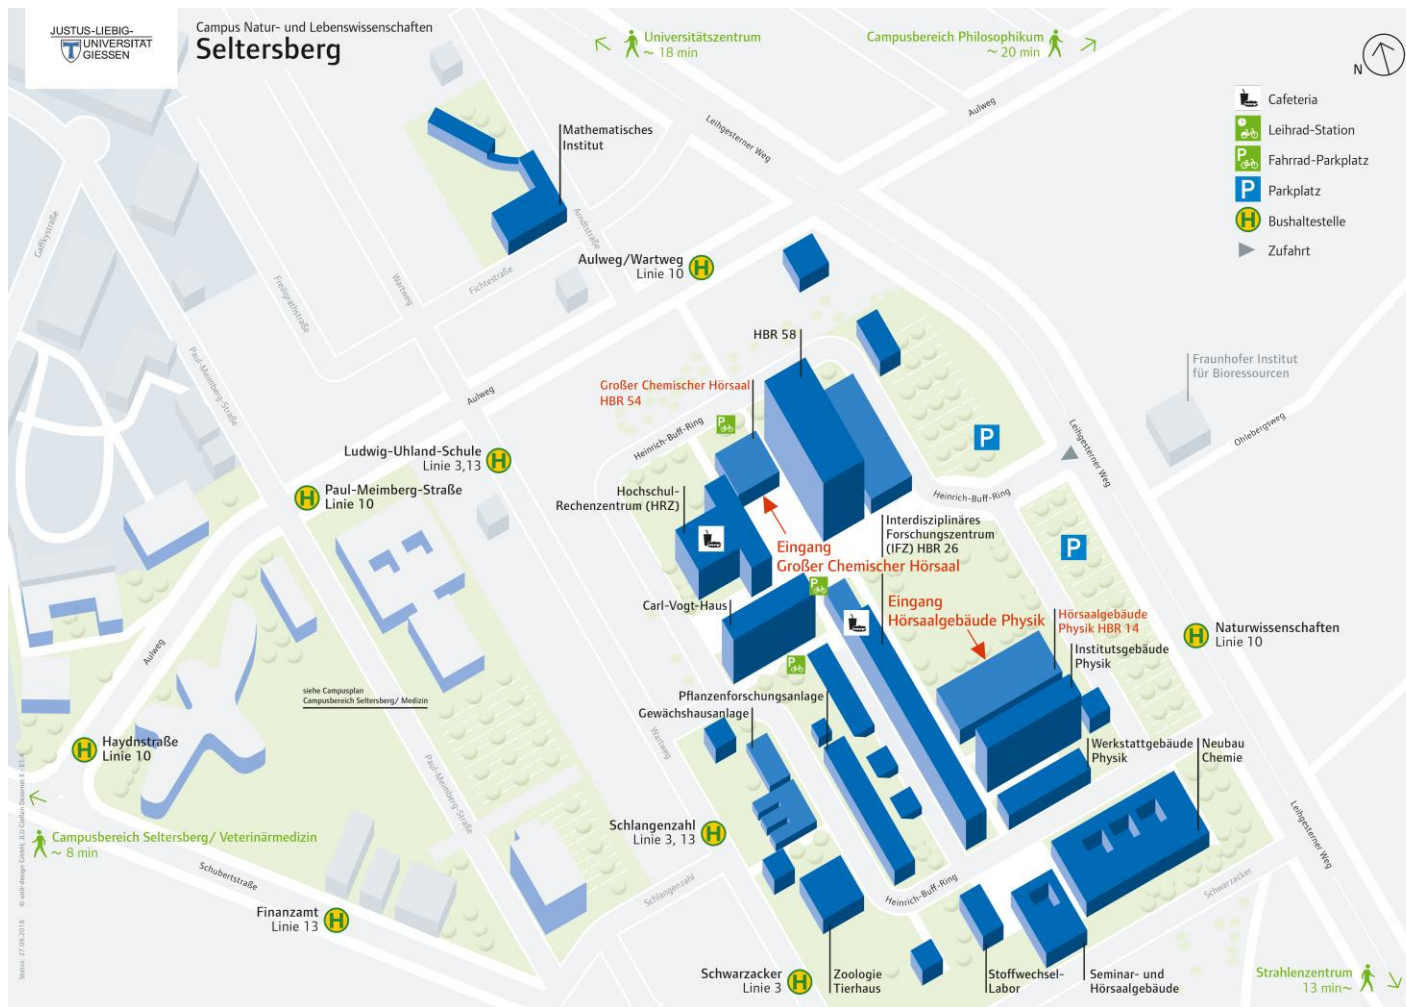 JUSTUS-LIEBIG-
UNIVERSITÄT
GIESSEN
Campus Natur- und Lebenswissenschaften
Seltersberg
Universitätszentrum
~ 18 min
Campusbereich Philosophikum
~ 20 min
N
Cafeteria
Leihrad-Station
Fahrrad-Parkplatz
P
Parkplatz
H
Bushaltestelle
Zufahrt
Aulweg
Leihgesterner Weg
Mathematisches
Institut
Gaffkystraße
Arndtstraße
Aulweg/Wartweg
Linie 10
H
Fichtestraße
Wartweg
Freiligrathstraße
HBR 58
Paul-Meimberg-Straße
Fraunhofer Institut
für Bioressourcen
Großer Chemischer Hörsaal
HBR 54
Aulweg
Heinrich-Buff-Ring
P
P
Leihgesterner Weg
Ohlebergsweg
Ludwig-Uhland-Schule
Linie 3,13
H
H
Paul-Meimberg-Straße
Linie 10
Hochschul-
Rechenzentrum (HRZ)
Heinrich-Buff-Ring
Interdisziplinäres
Forschungszentrum
(IFZ) HBR 26
Eingang
Großer Chemischer Hörsaal
P
P
Carl-Vogt-Haus
Eingang
Hörsaalgebäude Physik
Hörsaalgebäude
Physik HBR 14
Institutsgebäude
Physik
H
Naturwissenschaften
Linie 10
Aulweg
P
siehe Campusplan
Campusbereich Seltersberg/ Medizin
Pflanzenforschungsanlage
Gewächshausanlage
Wartweg
H
Haydnstraße
Linie 10
Werkstattgebäude
Physik
Neubau
Chemie
Paul-Meimberg-Straße
Leihgesterner Weg
Schlangenzahl
Linie 3, 13
H
Campusbereich Seltersberg/ Veterinärmedizin
~ 8 min
Schubertstraße
Schlangenzahl
Heinrich-Buff-Ring
Schwarzacker
Finanzamt
Linie 13
H
Schwarzacker
Linie 3
H
Zoologie
Tierhaus
Stoffwechsel-
Labor
Seminar- und
Hörsaalgebäude
Strahlenzentrum
13 min~
Status: 27.09.2018